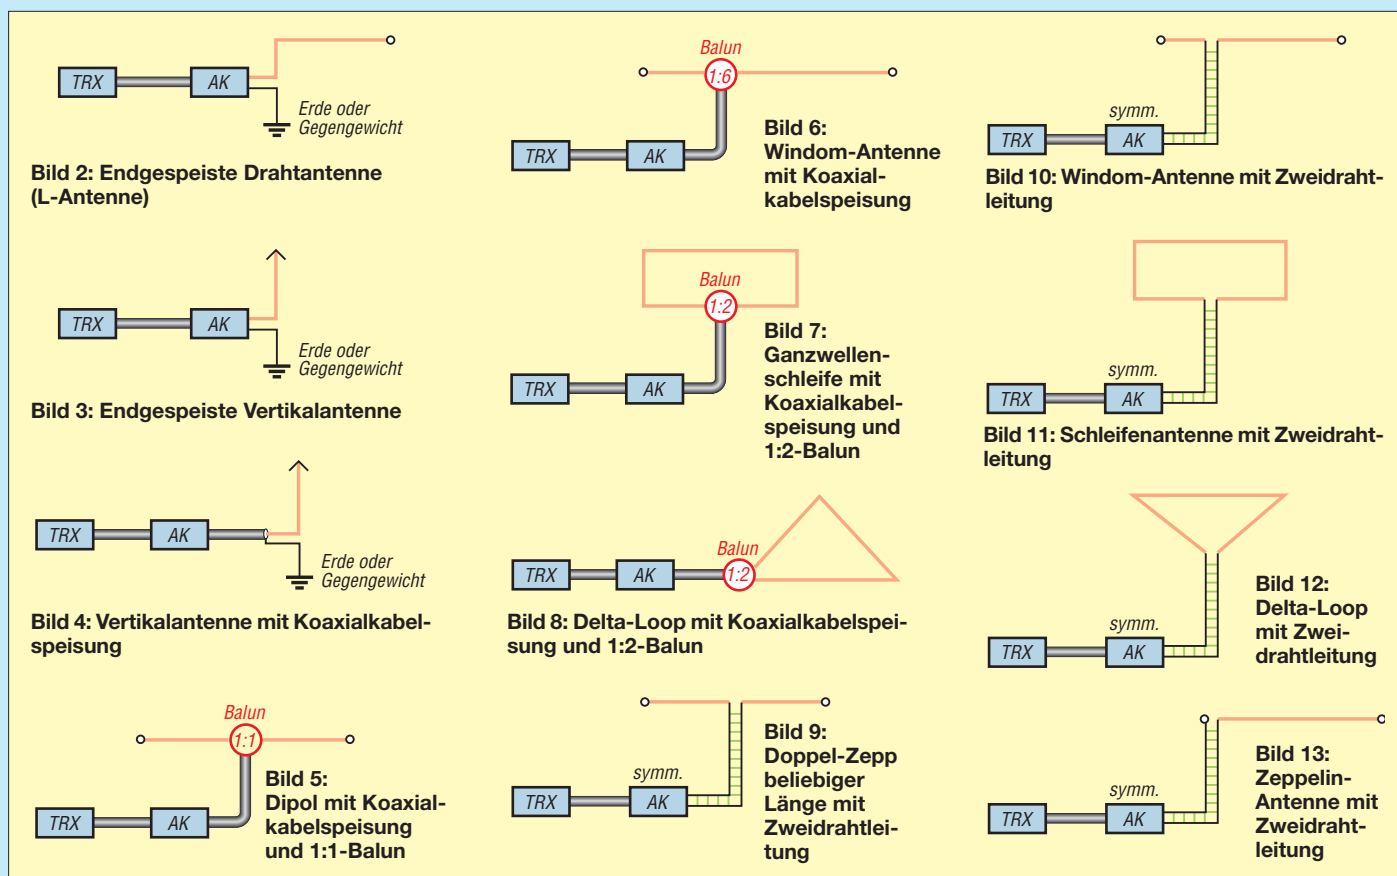 TRX
AK
Erde oder
Gegengewicht
Bild 2: Endgespeiste Drahtantenne
(L-Antenne)
TRX
AK
Erde oder
Gegengewicht
Bild 3: Endgespeiste Vertikalantenne
TRX
AK
Erde oder
Gegengewicht
Bild 4: Vertikalantenne mit Koaxialkabel-
speisung
Balun
1:1
TRX
AK
Bild 5:
Dipol mit Koaxial-
kabelspeisung
und 1:1-Balun
Balun
1:6
TRX
AK
Bild 6:
Windom-Antenne
mit Koaxial-
kabelspeisung
Balun
1:2
TRX
AK
Bild 7:
Ganzwellen-
schleife mit
Koaxialkabel-
speisung und
1:2-Balun
Balun
1:2
TRX
AK
Bild 8: Delta-Loop mit Koaxialkabelspei-
sung und 1:2-Balun
symm.
TRX
AK
Bild 9:
Doppel-Zepp
beliebiger
Länge mit
Zweidrahtlei-
tung
symm.
TRX
AK
Bild 10: Windom-Antenne mit Zweidraht-
leitung
symm.
TRX
AK
Bild 11: Schleifenantenne mit Zweidraht-
leitung
symm.
TRX
AK
Bild 12:
Delta-Loop
mit Zwei-
drahtleitung
symm.
TRX
AK
Bild 13:
Zeppelin-
Antenne mit
Zweidraht-
leitung